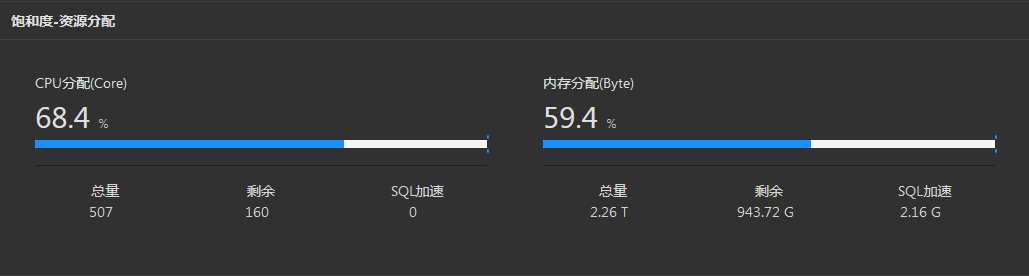 饱和度-资源分配
CPU分配(Core)
68.4 %
总量 剩余 SQL加速
507 160 0
内存分配(Byte)
59.4 %
总量 剩余 SQL加速
2.26 T 943.72 G 2.16 G